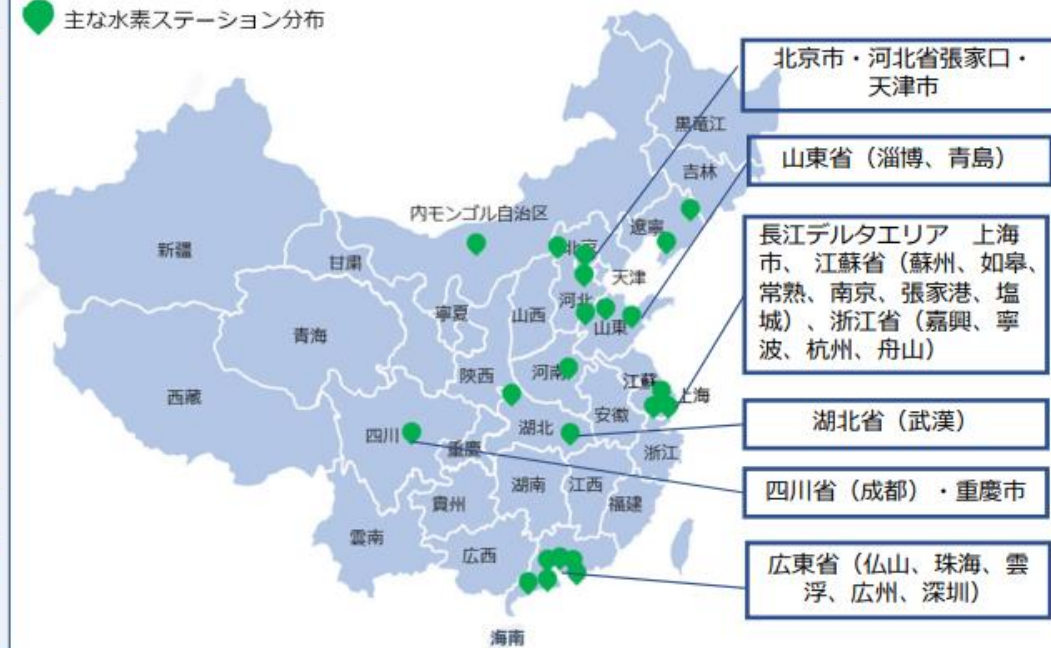 主な水素ステーション分布
北京市・河北省張家口・
天津市
黒竜江
山東省（淄博、青島）
吉林
内モンゴル自治区
遼寧
長江デルタエリア　上海
市、 江蘇省（蘇州、如皋、
常熟、南京、張家港、塩
城）、浙江省（嘉興、寧
波、杭州、舟山）
新疆
甘粛
北京
天津
河北
寧夏
山西
山東
青海
陝西
河南
江蘇
上海
西蔵
安徽
湖北省（武漢）
四川
湖北
重慶
浙江
四川省（成都）・重慶市
貴州
湖南
江西
福建
雲南
広西
広東省（仏山、珠海、雲
浮、広州、深圳）
海南